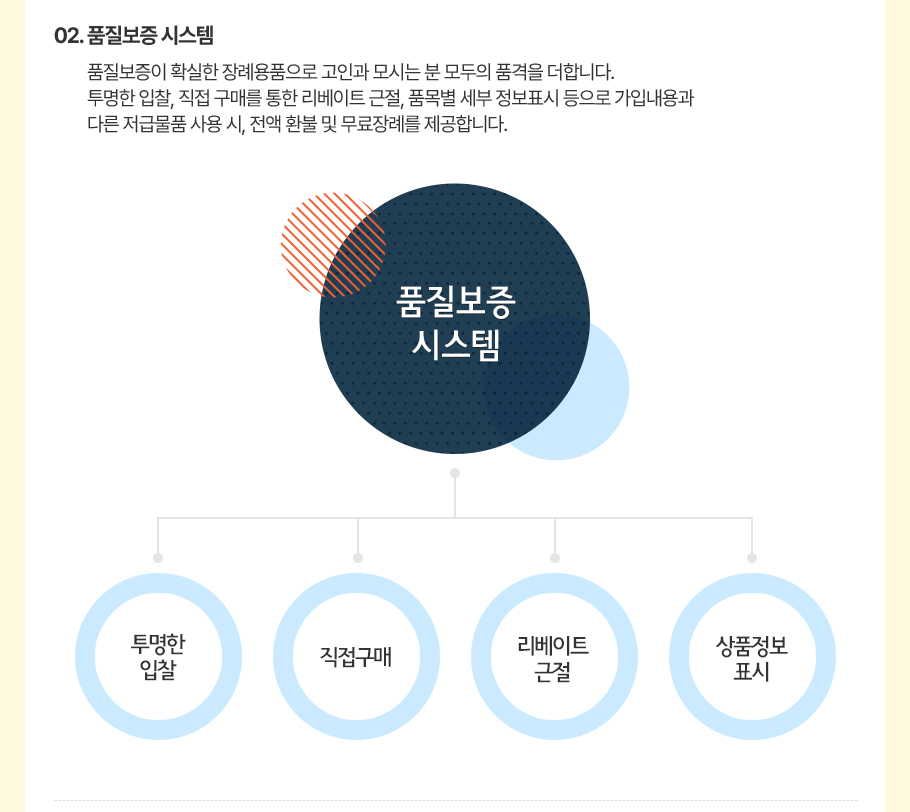 02. 품질보증 시스템
품질보증이 확실한 장례용품으로 고인과 모시는 분 모두의 품격을 더합니다.
투명한 입찰, 직접 구매를 통한 리베이트 근절, 품목별 세부 정보표시 등으로 가입내용과
다른 저급물품 사용 시, 전액 환불 및 무료장례를 제공합니다.
품질보증
시스템
투명한
입찰
직접구매
리베이트
근절
상품정보
표시